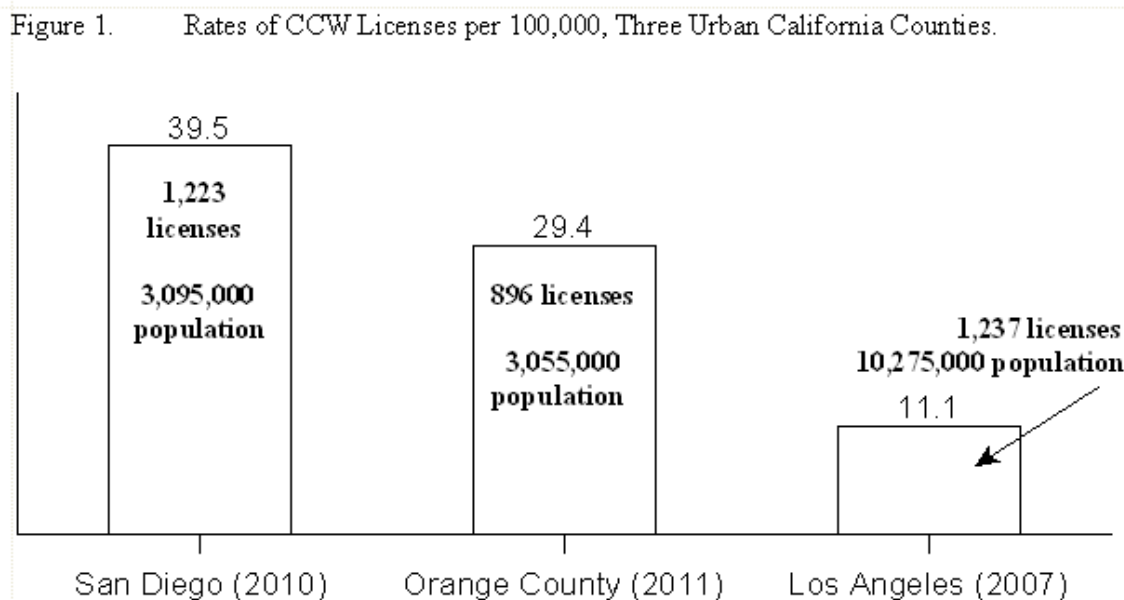 Figure 1. Rates of CCW Licenses per 100,000, Three Urban California Counties.
39.5
1,223
licenses
3,095,000
population
29.4
896 licenses
3,055,000
population
1,237 licenses
10,275,000 population
11.1
San Diego (2010)
Orange County (2011)
Los Angeles (2007)